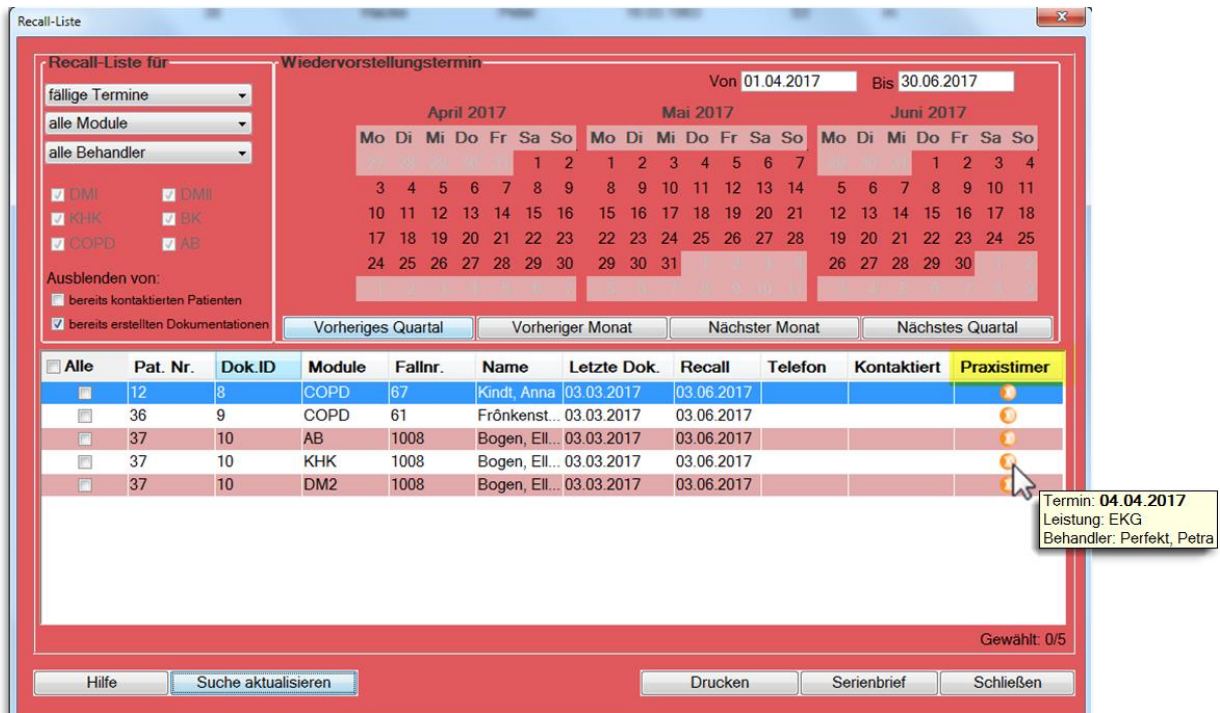 Recall-Liste
Recall-Liste für
Wiedervorstellungstermin
fällige Termine
alle Module
alle Behandler
DMI DMII
KHK BK
COPD AB
Ausblenden von:
bereits kontaktierten Patienten
bereits erstellten Dokumentationen
Von 01.04.2017 Bis 30.06.2017
April 2017 Mai 2017 Juni 2017
Mo Di Mi Do Fr Sa So Mo Di Mi Do Fr Sa So Mo Di Mi Do Fr Sa So
1 2 1 2 3 4 5 6 7 1 2 3 4
3 4 5 6 7 8 9 8 9 10 11 12 13 14 5 6 7 8 9 10 11
10 11 12 13 14 15 16 15 16 17 18 19 20 21 12 13 14 15 16 17 18
17 18 19 20 21 22 23 22 23 24 25 26 27 28 19 20 21 22 23 24 25
24 25 26 27 28 29 30 29 30 31 26 27 28 29 30
Vorheriges Quartal Vorheriger Monat Nächster Monat Nächstes Quartal
Alle Pat. Nr. Dok.ID Module Fallnr. Name Letzte Dok. Recall Telefon Kontaktiert Praxistimer
12 8 COPD 67 Kindt, Anna 03.03.2017 03.06.2017
36 9 COPD 61 Frônkenst... 03.03.2017 03.06.2017
37 10 AB 1008 Bogen, Ell... 03.03.2017 03.06.2017
37 10 KHK 1008 Bogen, Ell... 03.03.2017 03.06.2017
37 10 DM2 1008 Bogen, Ell... 03.03.2017 03.06.2017
Termin: 04.04.2017
Leistung: EKG
Behandler: Perfekt, Petra
Gewählt: 0/5
Hilfe Suche aktualisieren Drucken Serienbrief Schließen